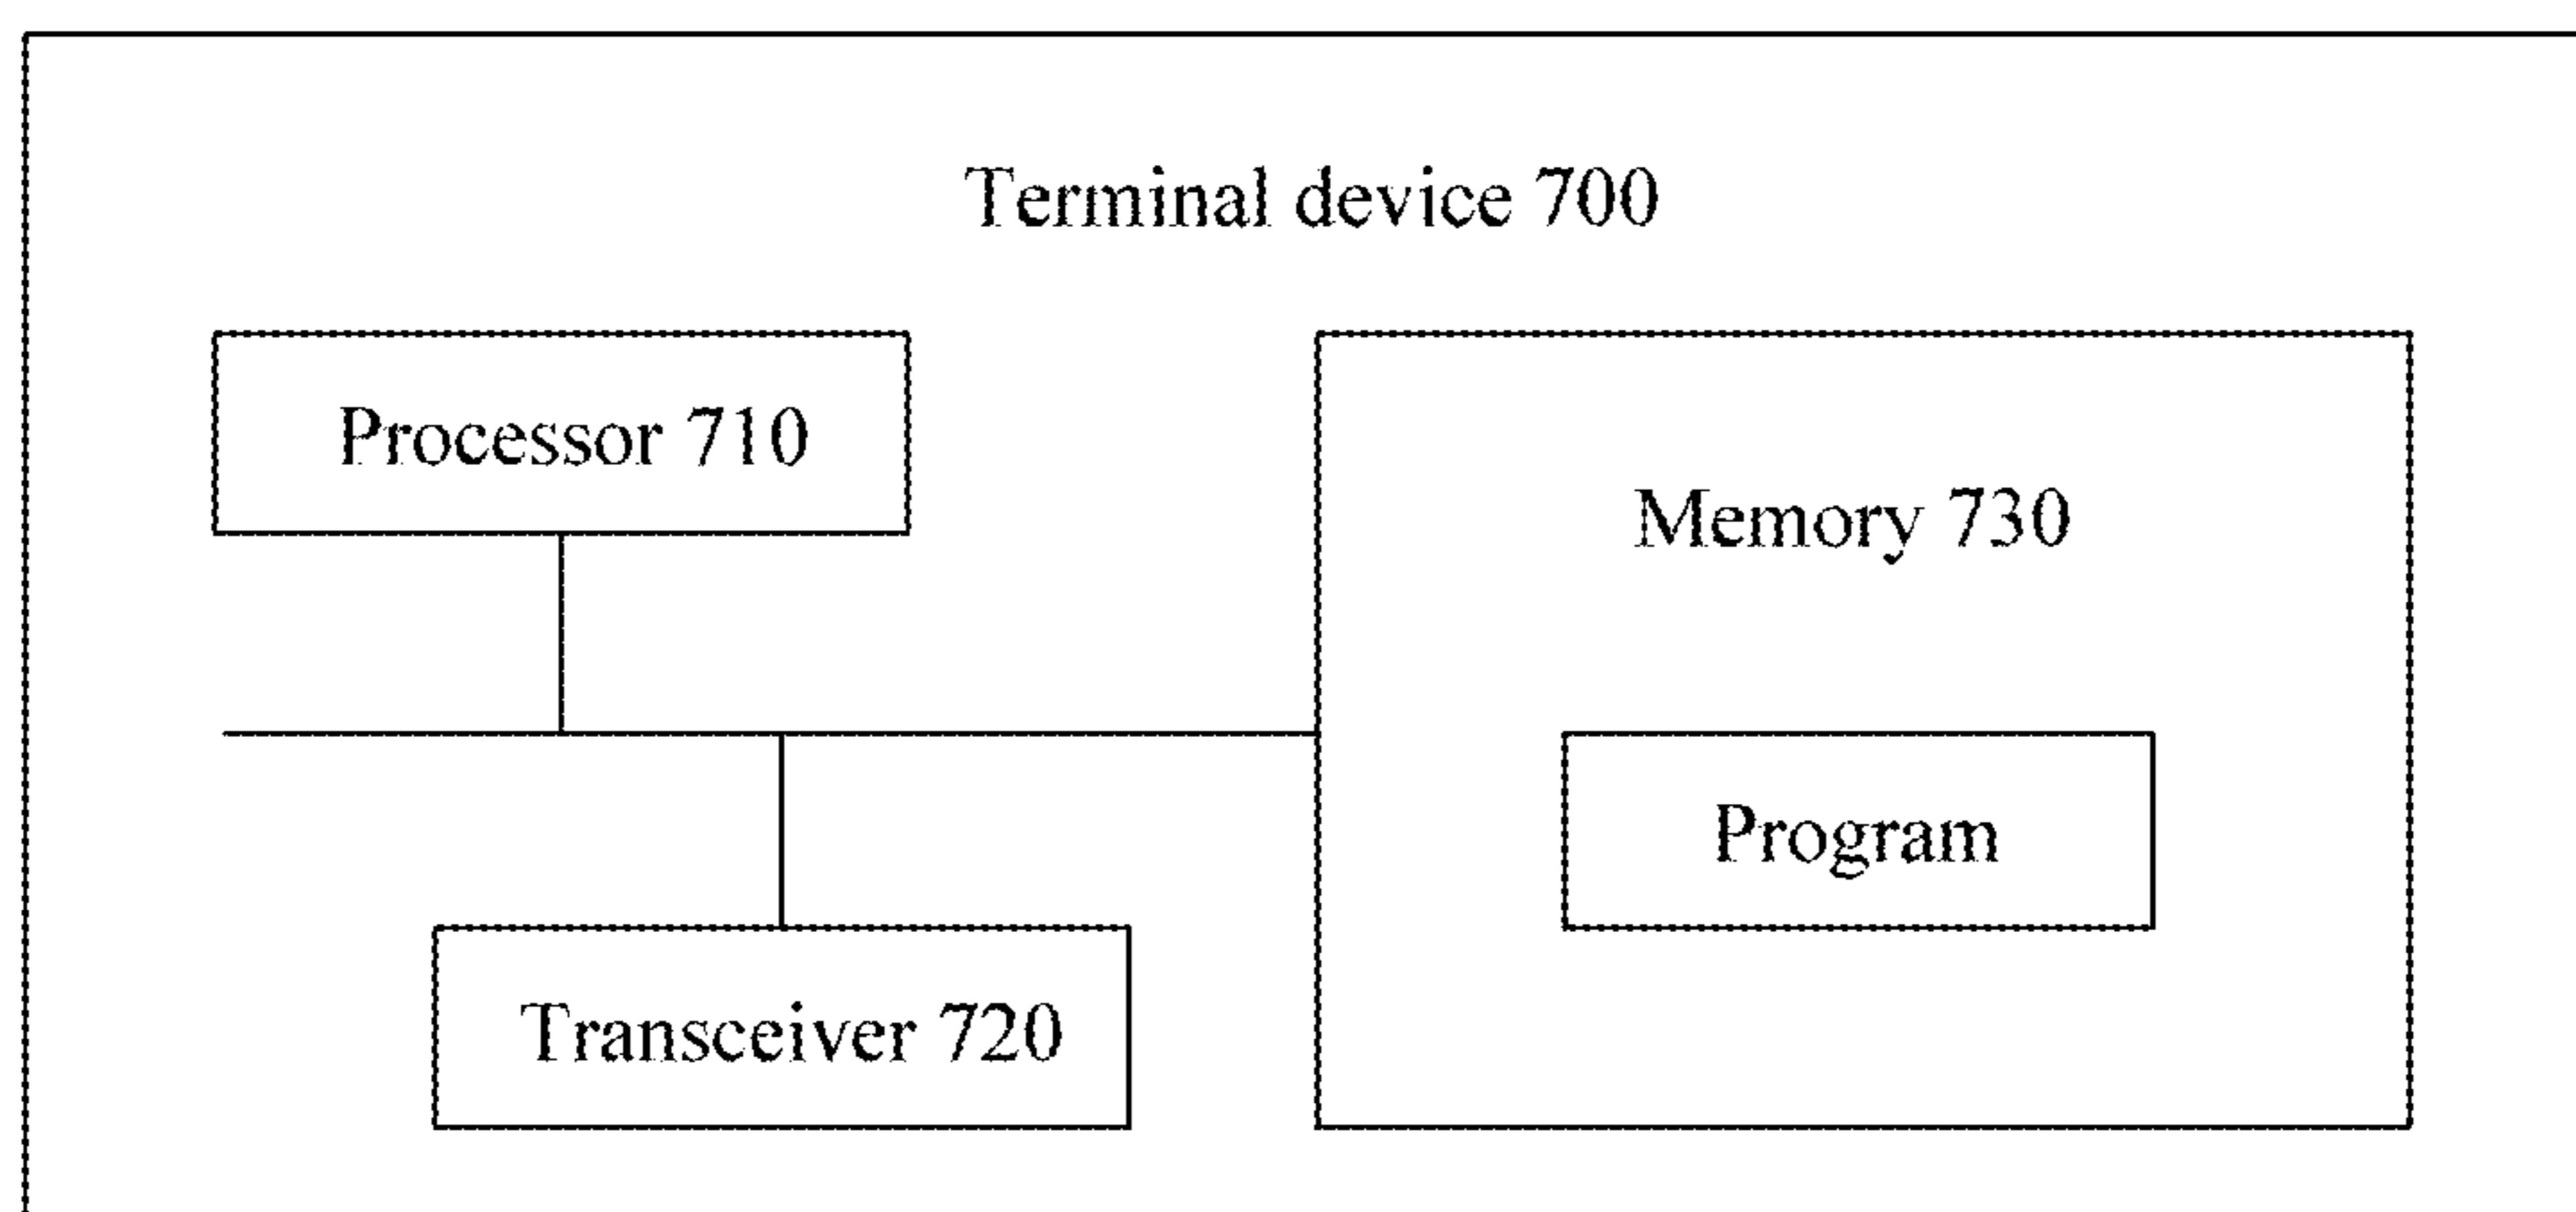 Terminal device 700
Processor 710
Memory 730
Program
Transceiver 720